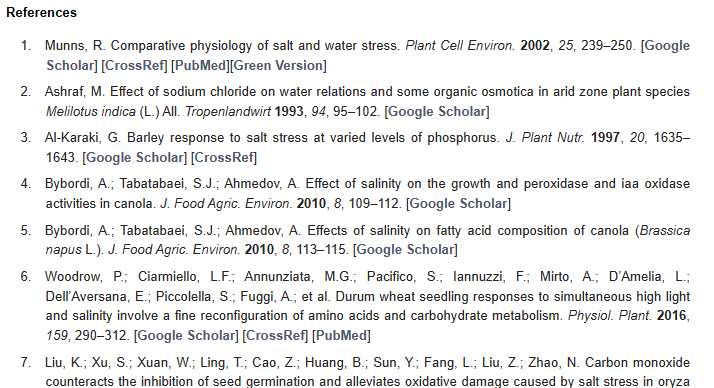 References
1. Munns, R. Comparative physiology of salt and water stress. Plant Cell Environ. 2002, 25, 239–250. [Google
Scholar] [CrossRef] [PubMed][Green Version]
2. Ashraf, M. Effect of sodium chloride on water relations and some organic osmotica in arid zone plant species
Melilotus indica (L.) All. Tropenlandwirt 1993, 94, 95–102. [Google Scholar]
3. Al-Karaki, G. Barley response to salt stress at varied levels of phosphorus. J. Plant Nutr. 1997, 20, 1635–
1643. [Google Scholar] [CrossRef]
4. Bybordi, A.; Tabatabaei, S.J.; Ahmedov, A. Effect of salinity on the growth and peroxidase and iaa oxidase
activities in canola. J. Food Agric. Environ. 2010, 8, 109–112. [Google Scholar]
5. Bybordi, A.; Tabatabaei, S.J.; Ahmedov, A. Effects of salinity on fatty acid composition of canola (Brassica
napus L.). J. Food Agric. Environ. 2010, 8, 113–115. [Google Scholar]
6. Woodrow, P.; Ciarmiello, L.F.; Annunziata, M.G.; Pacifico, S.; Iannuzzi, F.; Mirto, A.; D’Amelia, L.;
Dell’Aversana, E.; Piccolella, S.; Fuggi, A.; et al. Durum wheat seedling responses to simultaneous high light
and salinity involve a fine reconfiguration of amino acids and carbohydrate metabolism. Physiol. Plant. 2016,
159, 290–312. [Google Scholar] [CrossRef] [PubMed]
7. Liu, K.; Xu, S.; Xuan, W.; Ling, T.; Cao, Z.; Huang, B.; Sun, Y.; Fang, L.; Liu, Z.; Zhao, N. Carbon monoxide
counteracts the inhibition of seed germination and alleviates oxidative damage caused by salt stress in oryza